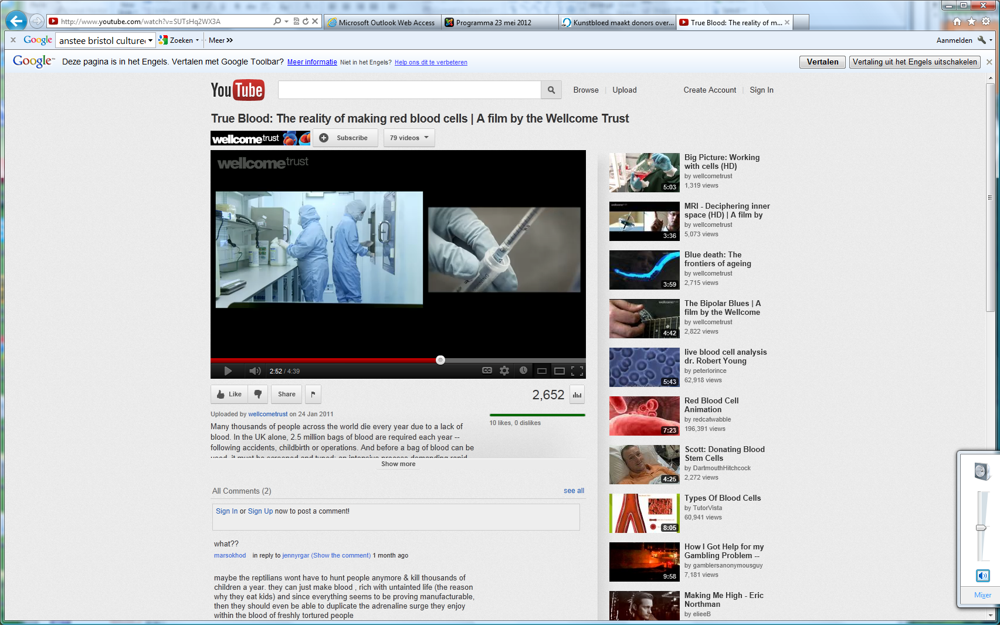 http://www.youtube.com/watch?v=SUTsHq2WX3A
Microsoft Outlook Web Access
Programma 23 mei 2012
Kunstbloed maakt donors over...
True Blood: The reality of m...
Google
anstee bristol culture
Zoeken
Meer
Aanmelden
Google
Deze pagina is in het Engels. Vertalen met Google Toolbar? Meer informatie Niet in het Engels? Help ons dit te verbeteren
Vertalen
Vertaling uit het Engels uitschakelen
YouTube
Browse
Upload
Create Account
Sign In
True Blood: The reality of making red blood cells | A film by the Wellcome Trust
wellcometrust
Subscribe
79 videos
wellcometrust
2:52 / 4:39
CC
Like
Share
2,652
Uploaded by wellcometrust on 24 Jan 2011
10 likes, 0 dislikes
Many thousands of people across the world die every year due to a lack of
blood. In the UK alone, 2.5 million bags of blood are required each year --
following accidents, childbirth or operations. And before a bag of blood can be
used, it must be screened and typed: an intensive process demanding rapid
Show more
All Comments (2)
see all
Sign In or Sign Up now to post a comment!
what??
marsokhod in reply to jennyrgar (Show the comment) 1 month ago
maybe the reptilians wont have to hunt people anymore & kill thousands of
children a year. they can just make blood , rich with untainted life (the reason
why they eat kids) and since everything seems to be proving manufacturable,
then they should even be able to duplicate the adrenaline surge they enjoy
within the blood of freshly tortured people
5:03
Big Picture: Working
with cells (HD)
by wellcometrust
1,319 views
3:36
MRI - Deciphering inner
space (HD) | A film by
by wellcometrust
5,073 views
3:59
Blue death: The
frontiers of ageing
by wellcometrust
2,715 views
4:42
The Bipolar Blues | A
film by the Wellcome
by wellcometrust
2,822 views
5:43
live blood cell analysis
dr. Robert Young
by peterlorince
62,918 views
7:23
Red Blood Cell
Animation
by redcatwabble
196,391 views
4:25
Scott: Donating Blood
Stem Cells
by DartmouthHitchcock
2,272 views
8:05
Types Of Blood Cells
by TutorVista
60,941 views
9:58
How I Got Help for my
Gambling Problem --
by gamblersanonymousguy
7,181 views
Making Me High - Eric
Northman
by elieeB
Mixer